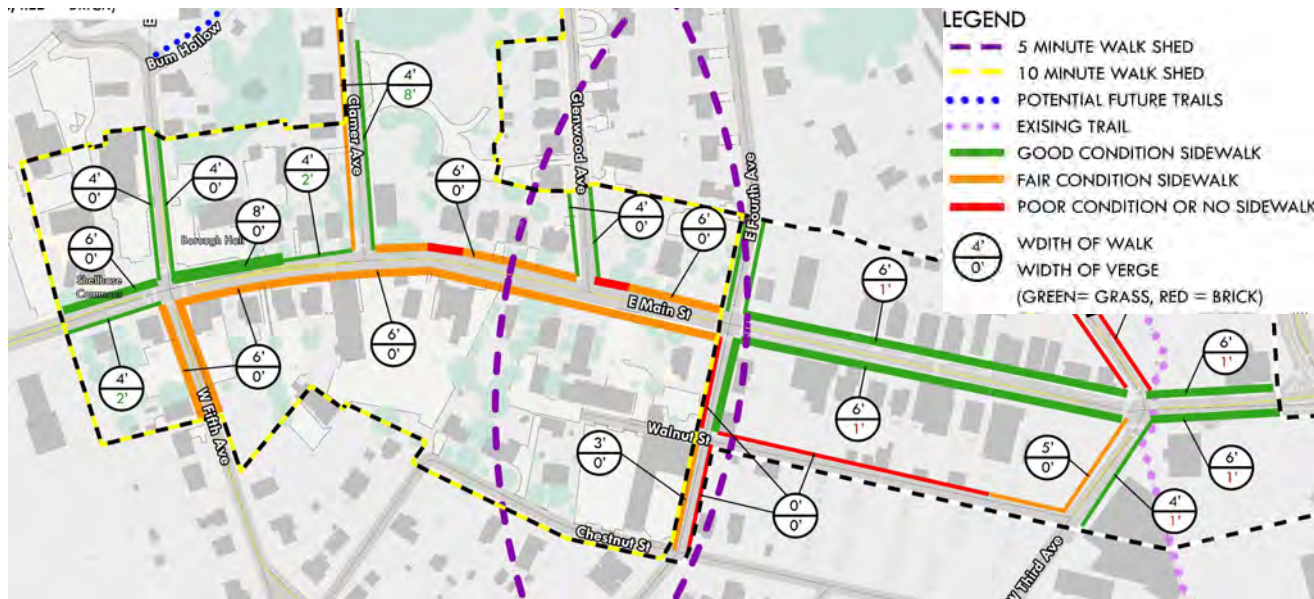 LEGEND
5 MINUTE WALK SHED
10 MINUTE WALK SHED
POTENTIAL FUTURE TRAILS
EXISING TRAIL
GOOD CONDITION SIDEWALK
FAIR CONDITION SIDEWALK
POOR CONDITION OR NO SIDEWALK
4'
0'
WDITH OF WALK
WIDTH OF VERGE
(GREEN= GRASS, RED = BRICK)
Bum Hollow
Clamer Ave
4'
8'
Glenwood Ave
E Fourth Ave
4'
0'
4'
0'
4'
2'
6'
0'
8'
0'
Borough Hall
4'
0'
6'
0'
6'
0'
Shellhase
Commons
E Main St
6'
1'
6'
0'
6'
0'
4'
2'
W Fifth Ave
Walnut St
3'
0'
6'
1'
6'
1'
6'
1'
5'
0'
4'
1'
0'
0'
Chestnut St
W Third Ave